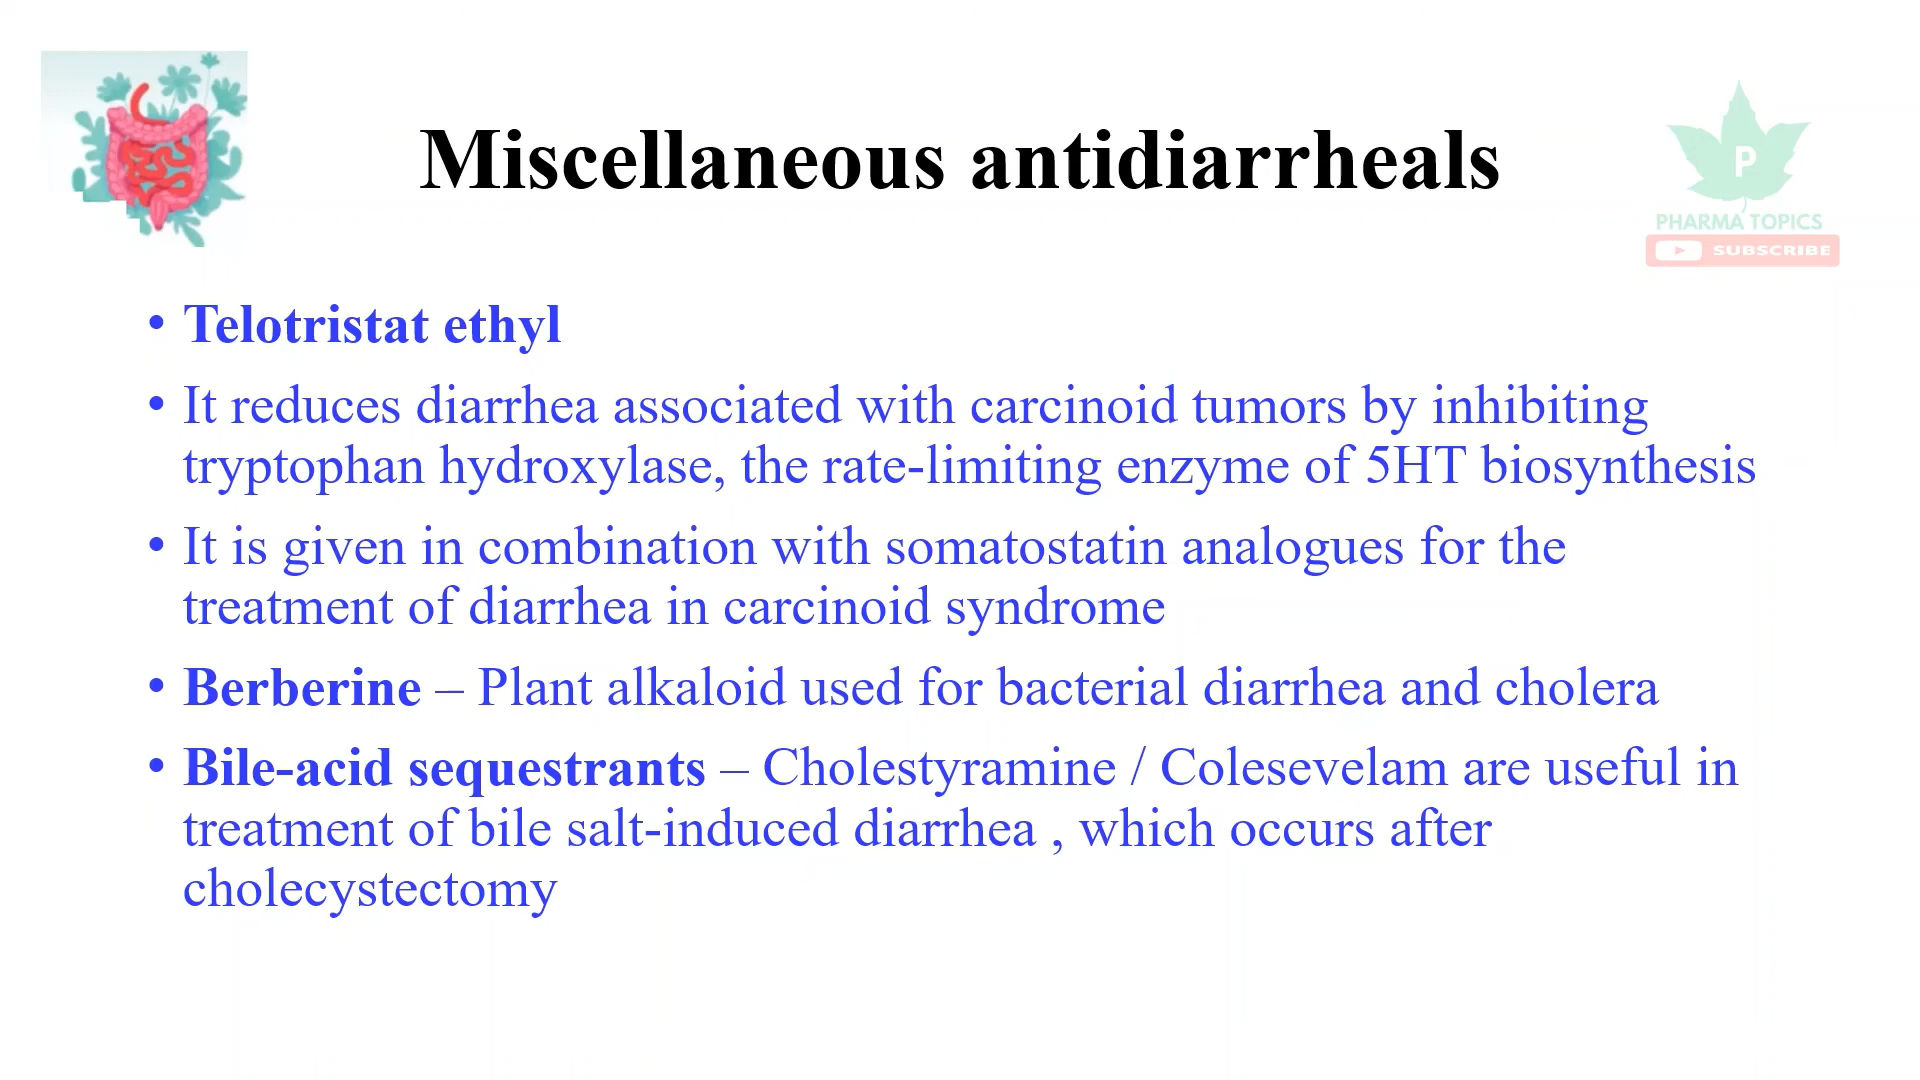 Miscellaneous antidiarrheals
P
PHARMA TOPICS
SUBSCRIBE
• Telotristat ethyl
• It reduces diarrhea associated with carcinoid tumors by inhibiting
tryptophan hydroxylase, the rate-limiting enzyme of 5HT biosynthesis
• It is given in combination with somatostatin analogues for the
treatment of diarrhea in carcinoid syndrome
• Berberine – Plant alkaloid used for bacterial diarrhea and cholera
• Bile-acid sequestrants – Cholestyramine / Colesevelam are useful in
treatment of bile salt-induced diarrhea , which occurs after
cholecystectomy